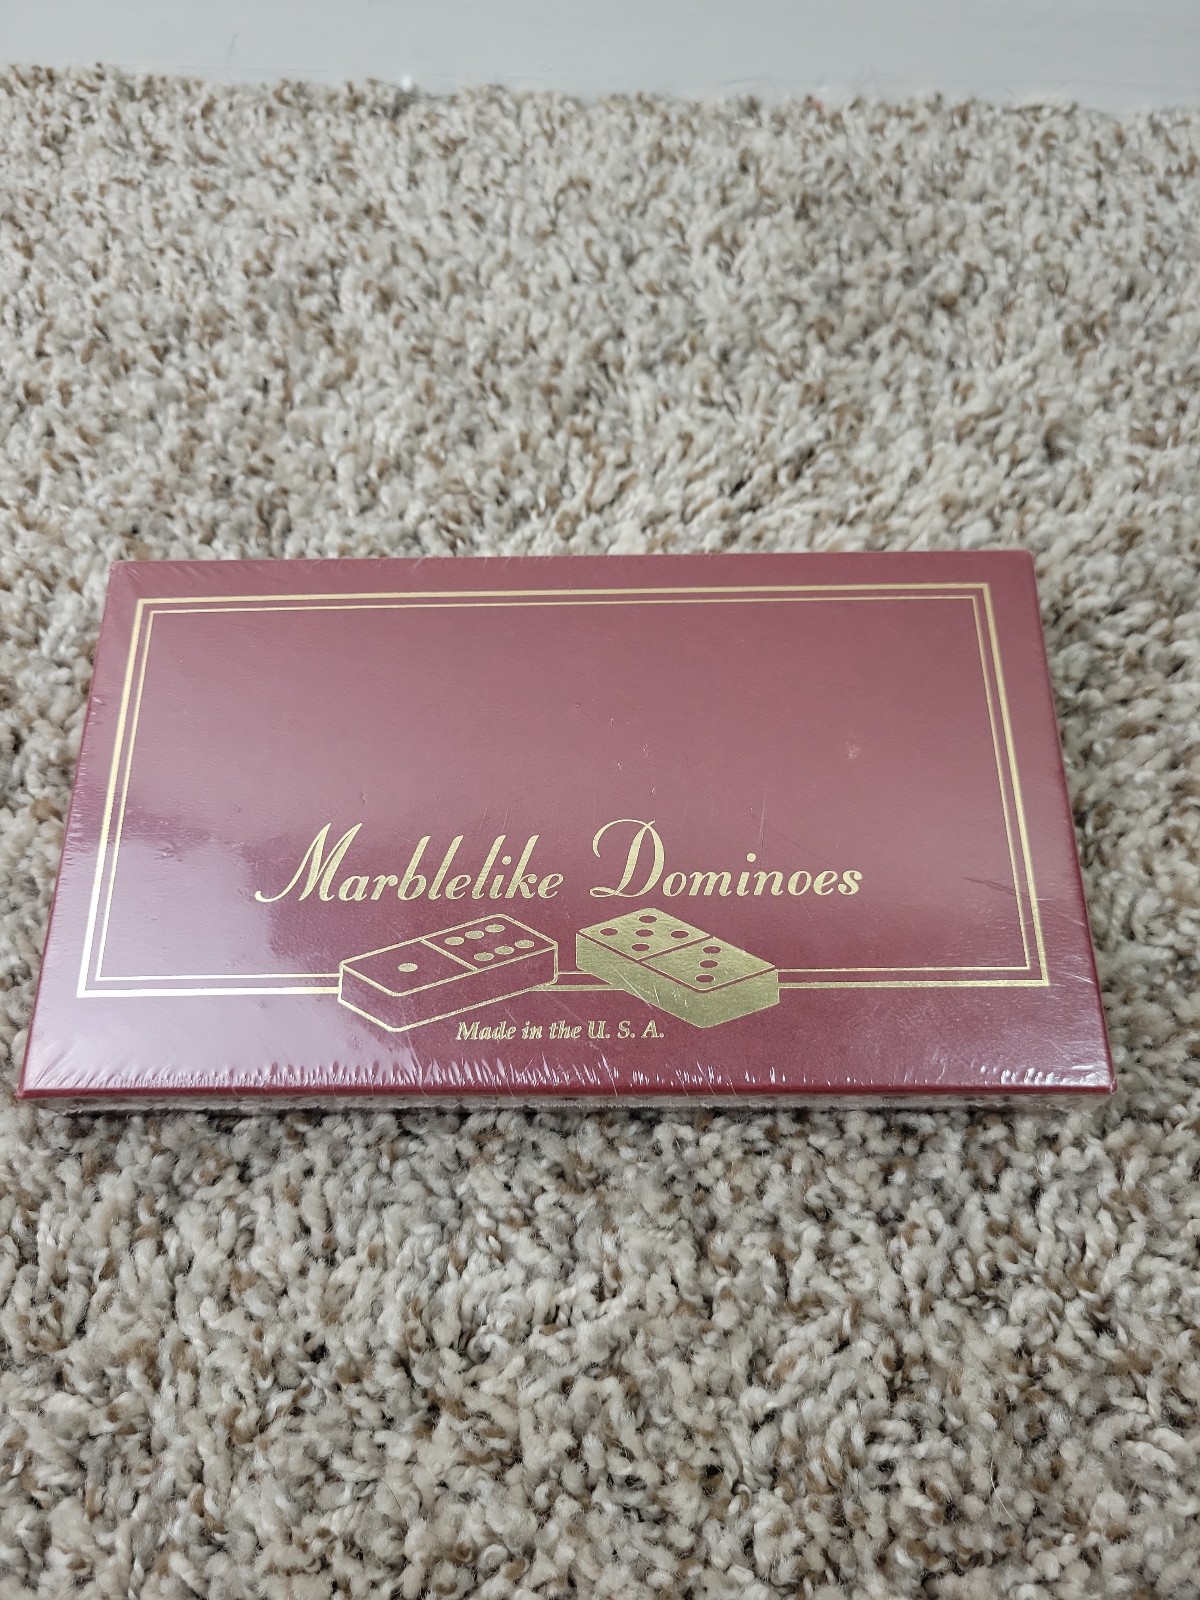 Marblelike Dominoes
Made in the U. S. A.